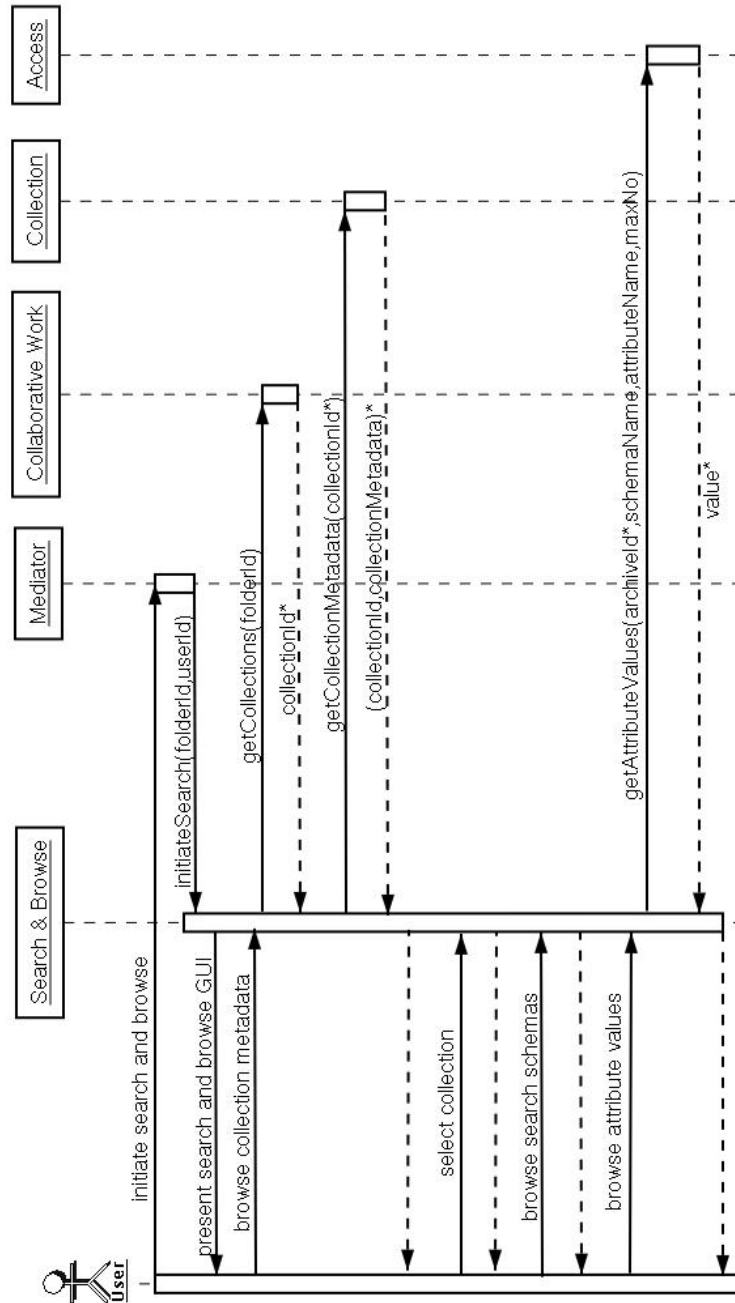 User
Search & Browse
Mediator
Collaborative Work
Collection
Access
initiate search and browse
initiateSearch(folderId,userId)
present search and browse GUI
browse collection metadata
getCollections(folderId)
collectionId*
getCollectionMetadata(collectionId*)
(collectionId,collectionMetadata)*
select collection
browse search schemas
browse attribute values
getAttributeValues(archiveId*,schemaName,attributeName,maxNo)
value*